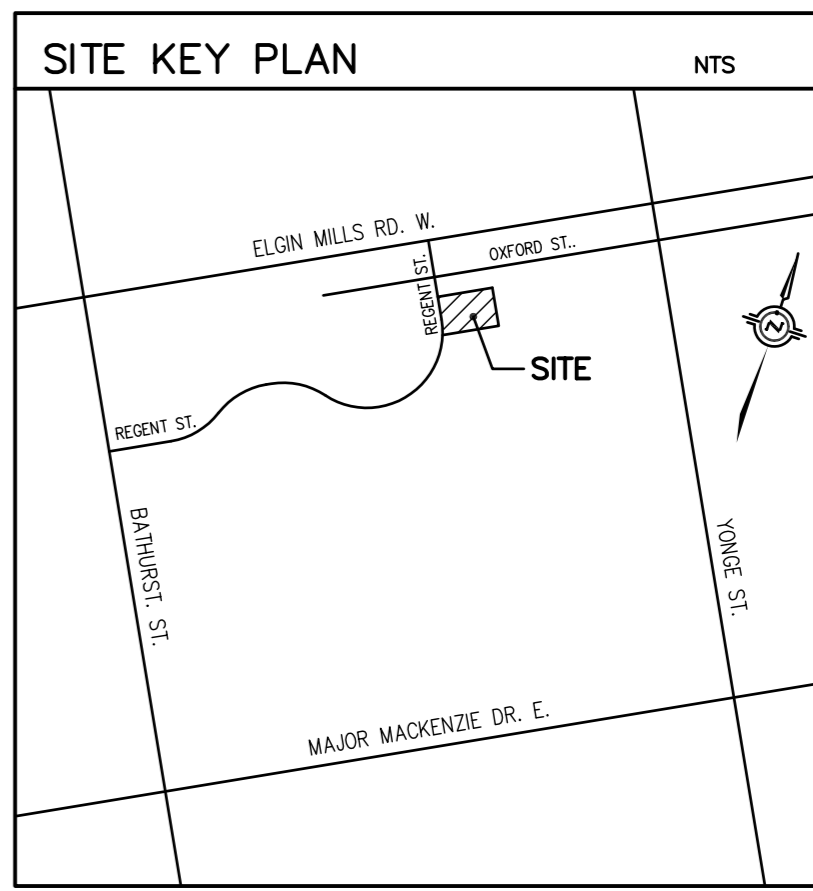 SITE KEY PLAN
NTS
ELGIN MILLS RD. W.
OXFORD ST..
REGENT ST.
SITE
REGENT ST.
BATHURST. ST.
YONGE ST.
MAJOR MACKENZIE DR. E.
N